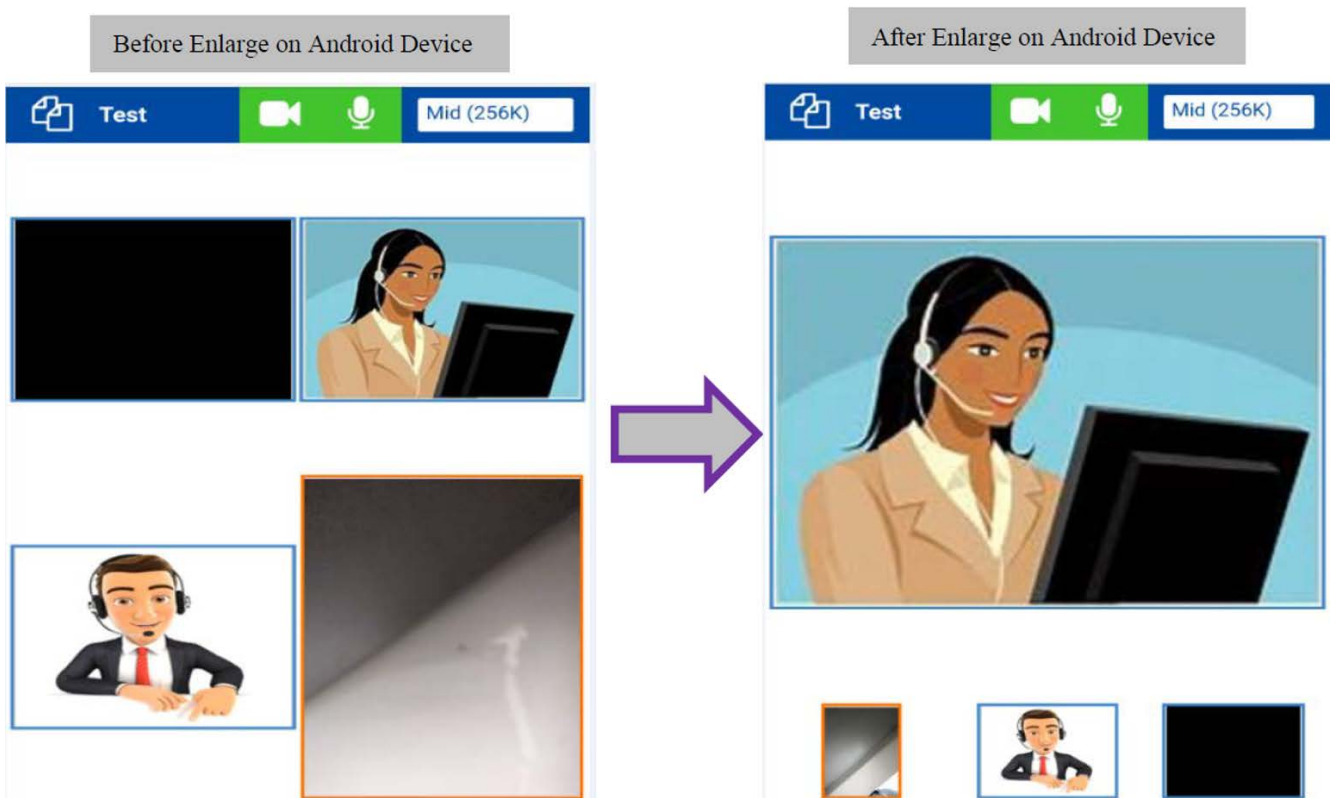 Before Enlarge on Android Device
After Enlarge on Android Device
Test
Mid (256K)
Test
Mid (256K)